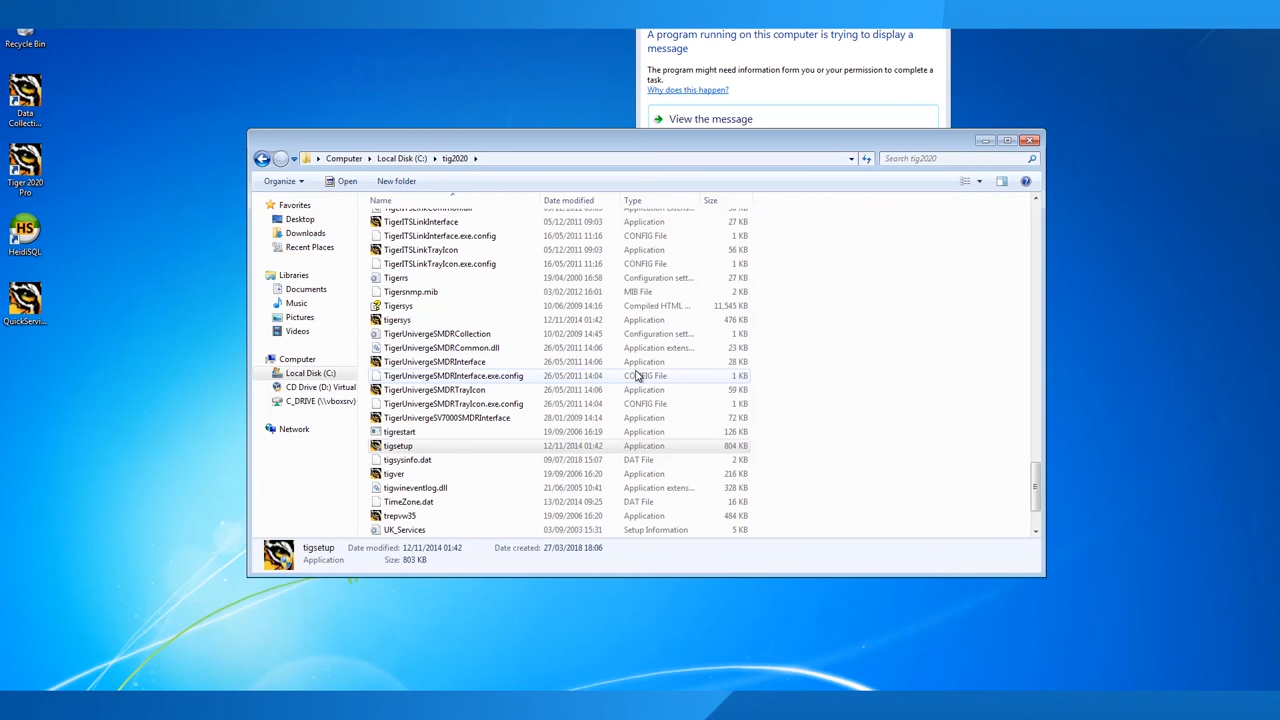 Recycle Bin
Data
Collecti...
Tiger 2020
Pro
HeidiSQL
QuickServi...
A program running on this computer is trying to display a
message
The program might need information form you or your permission to complete a
task.
Why does this happen?
View the message
Computer Local Disk (C:) tig2020
Search tig2020
Organize Open New folder
Favorites
Desktop
Downloads
Recent Places
Libraries
Documents
Music
Pictures
Videos
Computer
Local Disk (C:)
CD Drive (D:) Virtual
C_DRIVE (\\vboxsrv)
Network
Name Date modified Type Size
TigerITSLinkInterface 05/12/2011 09:03 Application 27 KB
TigerITSLinkInterface.exe.config 16/05/2011 11:16 CONFIG File 1 KB
TigerITSLinkTrayIcon 05/12/2011 09:03 Application 56 KB
TigerITSLinkTrayIcon.exe.config 16/05/2011 11:16 CONFIG File 1 KB
Tigerrs 19/04/2000 16:58 Configuration sett... 27 KB
Tigersnmp.mib 03/02/2012 16:01 MIB File 2 KB
Tigersys 10/06/2009 14:16 Compiled HTML ... 11,545 KB
tigersys 12/11/2014 01:42 Application 476 KB
TigerUnivergeSMDRCollection 10/02/2009 14:45 Configuration sett... 1 KB
TigerUnivergeSMDRCommon.dll 26/05/2011 14:06 Application extens... 23 KB
TigerUnivergeSMDRInterface 26/05/2011 14:06 Application 28 KB
TigerUnivergeSMDRInterface.exe.config 26/05/2011 14:04 CONFIG File 1 KB
TigerUnivergeSMDRTrayIcon 26/05/2011 14:06 Application 59 KB
TigerUnivergeSMDRTrayIcon.exe.config 26/05/2011 14:04 CONFIG File 1 KB
TigerUnivergeSV7000SMDRInterface 28/01/2009 14:14 Application 72 KB
tigrestart 19/09/2006 16:19 Application 126 KB
tigsetup 12/11/2014 01:42 Application 804 KB
tigsysinfo.dat 09/07/2018 15:07 DAT File 2 KB
tigver 19/09/2006 16:20 Application 216 KB
tigwineventlog.dll 21/06/2005 10:41 Application extens... 328 KB
TimeZone.dat 13/02/2014 09:25 DAT File 16 KB
trepvw35 19/09/2003 16:20 Application 484 KB
UK_Services 03/09/2003 15:31 Setup Information 5 KB
tigsetup Date modified: 12/11/2014 01:42 Date created: 27/03/2018 18:06
Application Size: 803 KB